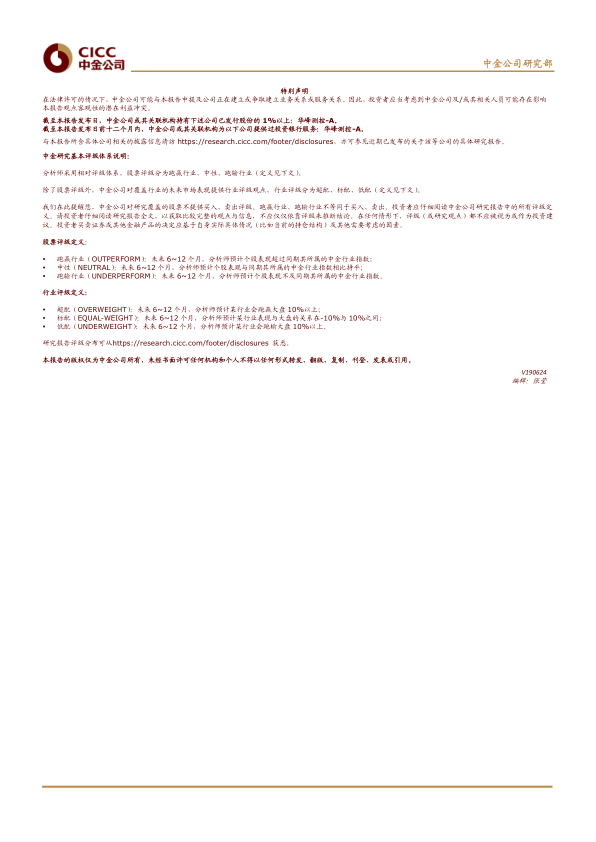 CICC
中金公司
中金公司研究部
特别声明
在法律许可的情况下，中金公司可能与本报告中提及公司正在建立或争取建立业务关系或服务关系。因此，投资者应当考虑到中金公司及/或其相关人员可能存在影响
本报告观点客观性的潜在利益冲突。
截至本报告发布日，中金公司或其关联机构持有下述公司已发行股份的 1%以上：华峰测控-A。
截至本报告发布日前十二个月内，中金公司或其关联机构为以下公司提供过投资银行服务：华峰测控-A。
与本报告所含具体公司相关的披露信息请访 https://research.cicc.com/footer/disclosures，亦可参见近期已发布的关于该等公司的具体研究报告。
中金研究基本评级体系说明：
分析师采用相对评级体系，股票评级分为跑赢行业、中性、跑输行业（定义见下文）。
除了股票评级外，中金公司对覆盖行业的未来市场表现提供行业评级观点，行业评级分为超配、标配、低配（定义见下文）。
我们在此提醒您，中金公司对研究覆盖的股票不提供买入、卖出评级。跑赢行业、跑输行业不等同于买入、卖出。投资者应仔细阅读中金公司研究报告中的所有评级定
义。请投资者仔细阅读研究报告全文，以获取比较完整的观点与信息，不应仅仅依靠评级来推断结论。在任何情形下，评级（或研究观点）都不应被视为或作为投资建
议。投资者买卖证券或其他金融产品的决定应基于自身实际具体情况（比如当前的持仓结构）及其他需要考虑的因素。
股票评级定义：
• 跑赢行业（OUTPERFORM）：未来 6~12 个月，分析师预计个股表现超过同期其所属的中金行业指数；
• 中性（NEUTRAL）：未来 6~12 个月，分析师预计个股表现与同期其所属的中金行业指数相比持平；
• 跑输行业（UNDERPERFORM）：未来 6~12 个月，分析师预计个股表现不及同期其所属的中金行业指数。
行业评级定义：
• 超配（OVERWEIGHT）：未来 6~12 个月，分析师预计某行业会跑赢大盘 10%以上；
• 标配（EQUAL-WEIGHT）：未来 6~12 个月，分析师预计某行业表现与大盘的关系在-10%与 10%之间；
• 低配（UNDERWEIGHT）：未来 6~12 个月，分析师预计某行业会跑输大盘 10%以上。
研究报告评级分布可从https://research.cicc.com/footer/disclosures 获悉。
本报告的版权仅为中金公司所有，未经书面许可任何机构和个人不得以任何形式转发、翻版、复制、刊登、发表或引用。
V190624
编辑：张莹